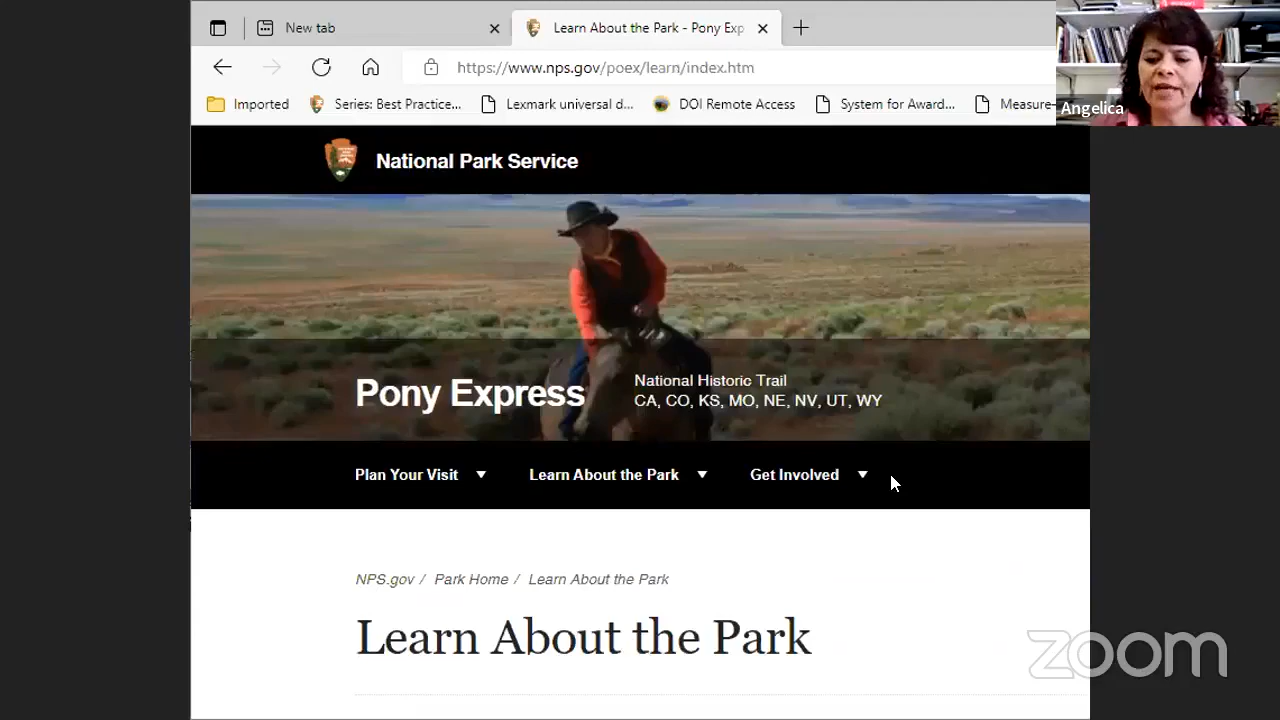 New tab
Learn About the Park - Pony Exp
https://www.nps.gov/poex/learn/index.htm
Imported
Series: Best Practice...
Lexmark universal d...
DOI Remote Access
System for Award...
Measure-
Angelica
National Park Service
Pony Express
National Historic Trail
CA, CO, KS, MO, NE, NV, UT, WY
Plan Your Visit
Learn About the Park
Get Involved
NPS.gov / Park Home / Learn About the Park
Learn About the Park
zoom